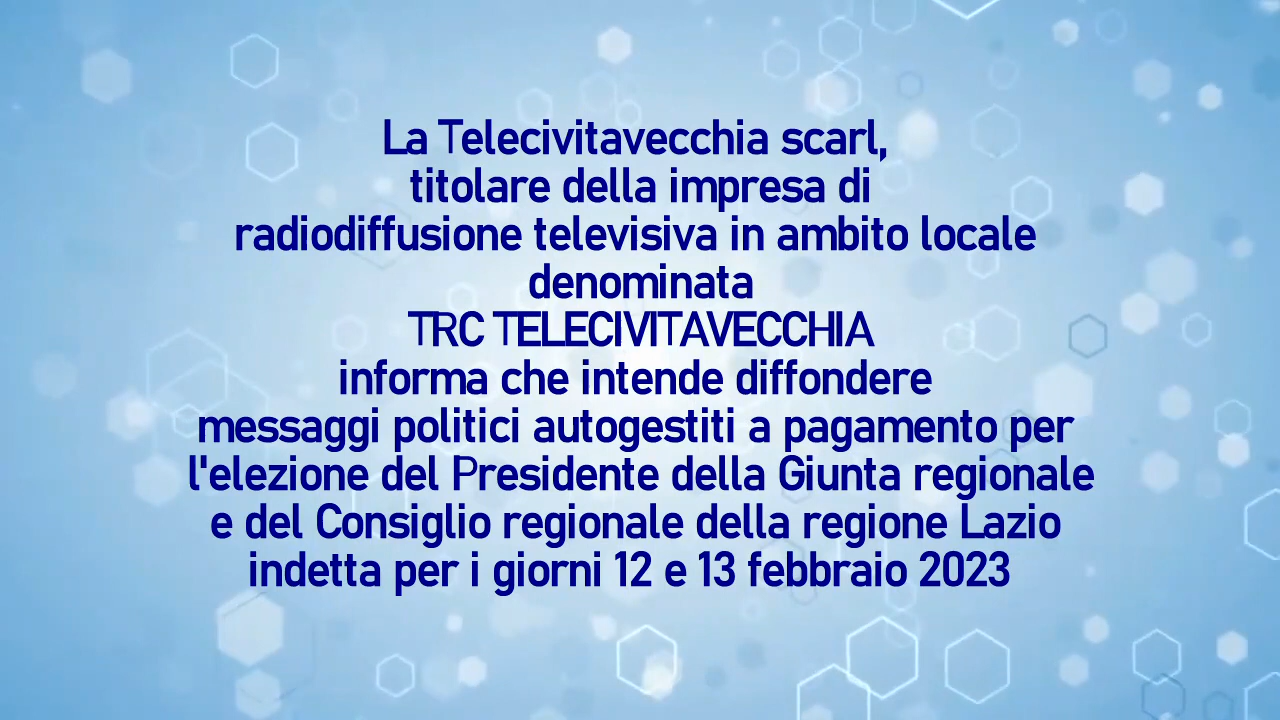 La Telecivitavecchia scarl,
titolare della impresa di
radiodiffusione televisiva in ambito locale
denominata
TRC TELECIVITAVECCHIA
informa che intende diffondere
messaggi politici autogestiti a pagamento per
l'elezione del Presidente della Giunta regionale
e del Consiglio regionale della regione Lazio
indetta per i giorni 12 e 13 febbraio 2023